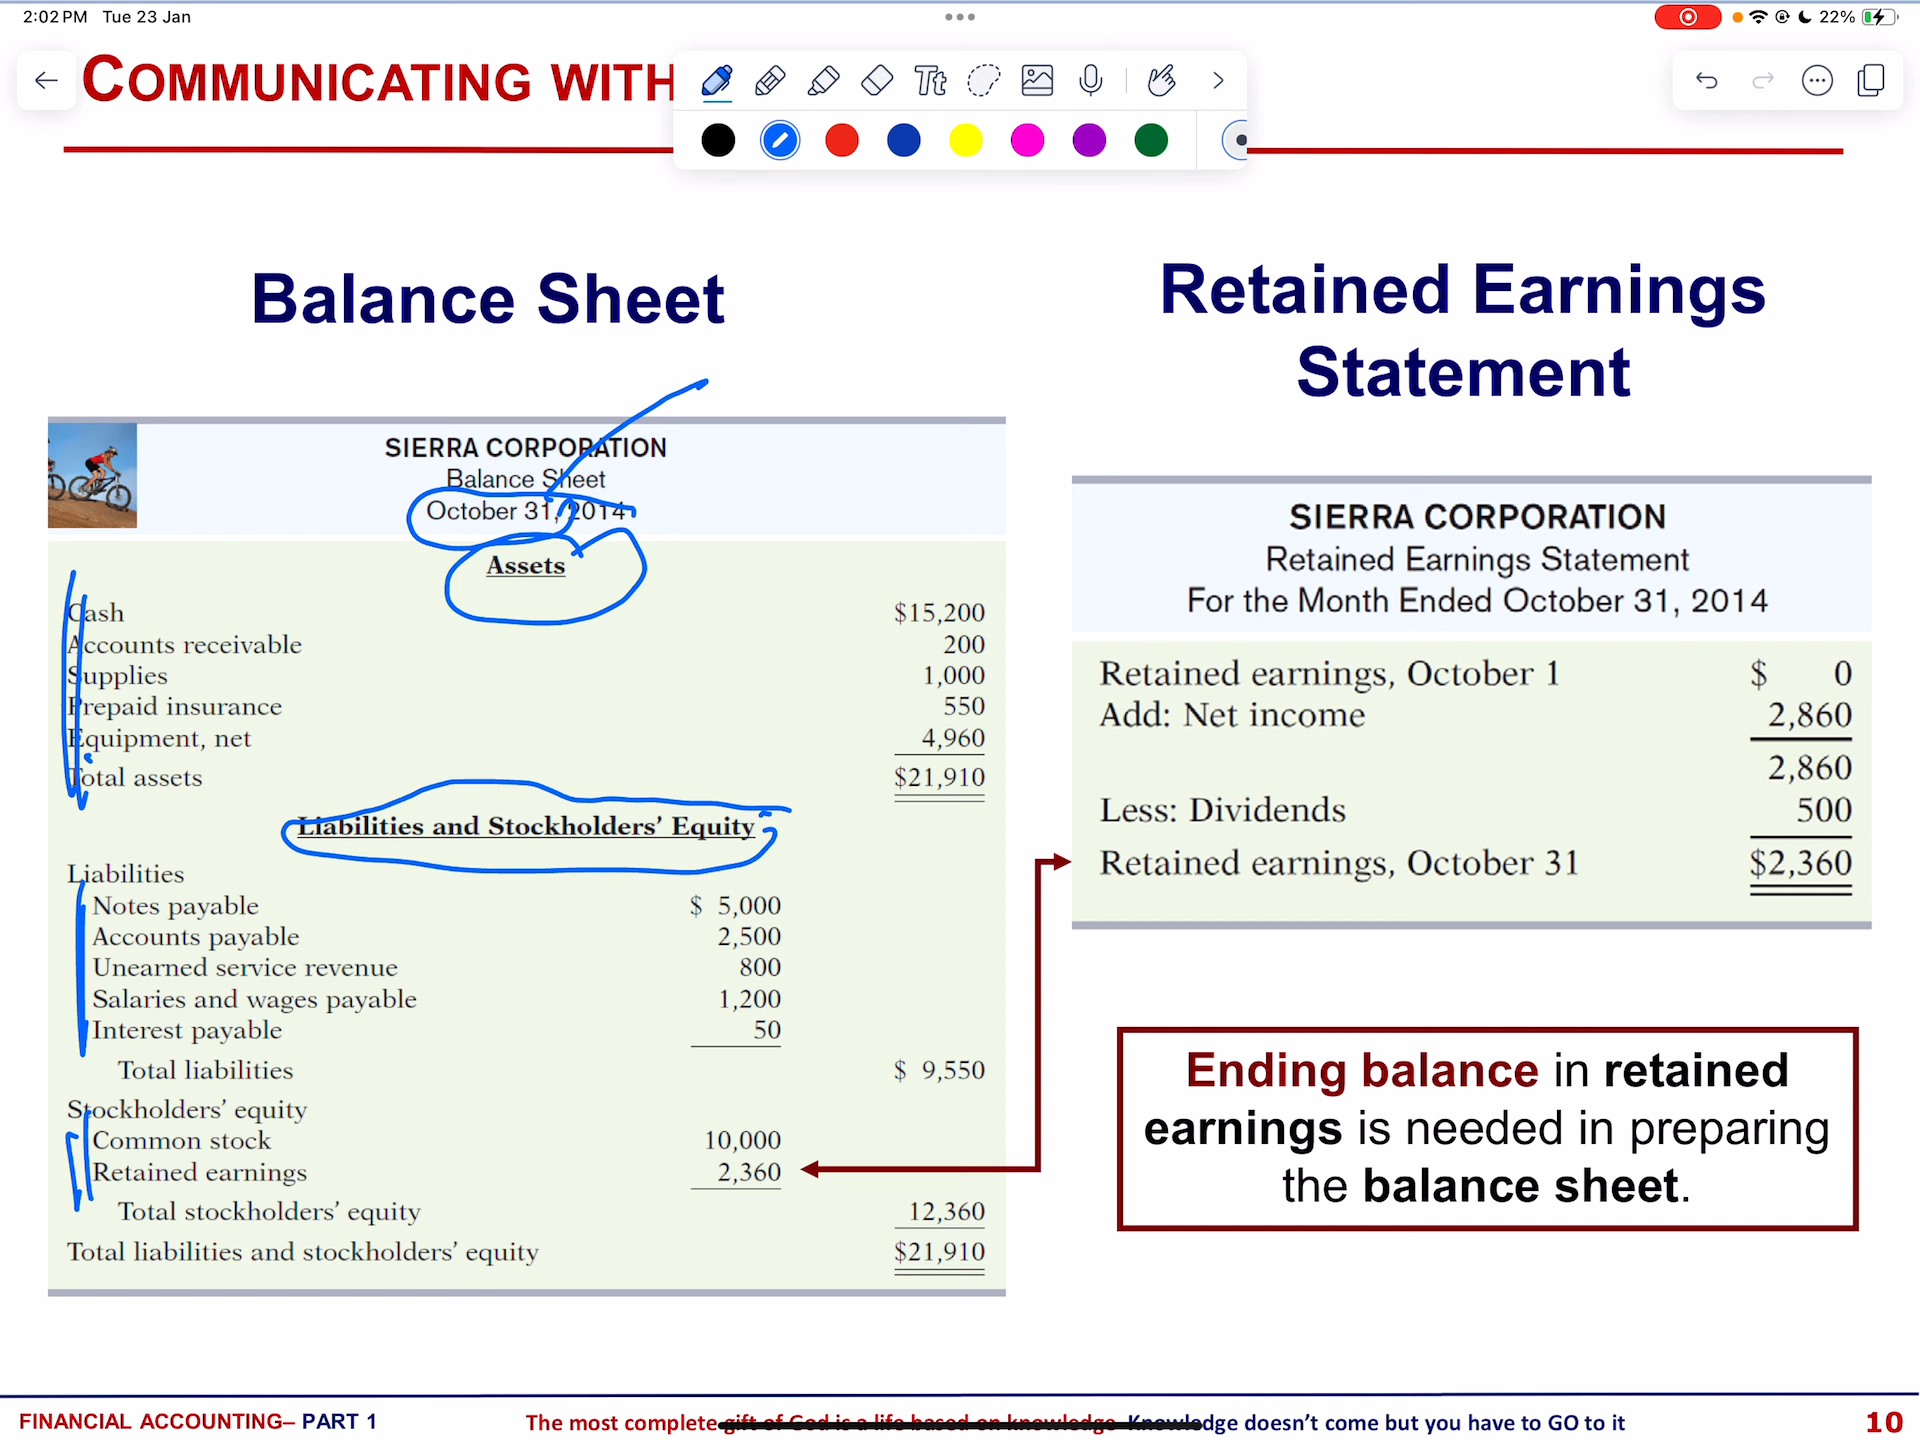 2:02 PM Tue 23 Jan
22%
COMMUNICATING WITH
Tt
Balance Sheet
SIERRA CORPORATION
Balance Sheet
October 31, 2014
Assets
Cash $15,200
Accounts receivable 200
Supplies 1,000
Prepaid insurance 550
Equipment, net 4,960
Total assets $21,910
Liabilities and Stockholders' Equity
Liabilities
Notes payable $ 5,000
Accounts payable 2,500
Unearned service revenue 800
Salaries and wages payable 1,200
Interest payable 50
Total liabilities $ 9,550
Stockholders' equity
Common stock 10,000
Retained earnings 2,360
Total stockholders' equity 12,360
Total liabilities and stockholders' equity $21,910
Retained Earnings
Statement
SIERRA CORPORATION
Retained Earnings Statement
For the Month Ended October 31, 2014
Retained earnings, October 1 $ 0
Add: Net income 2,860
2,860
Less: Dividends 500
Retained earnings, October 31 $2,360
Ending balance in retained
earnings is needed in preparing
the balance sheet.
FINANCIAL ACCOUNTING– PART 1
The most complete gift of God is a life based on knowledge. Knowledge doesn't come but you have to GO to it
10